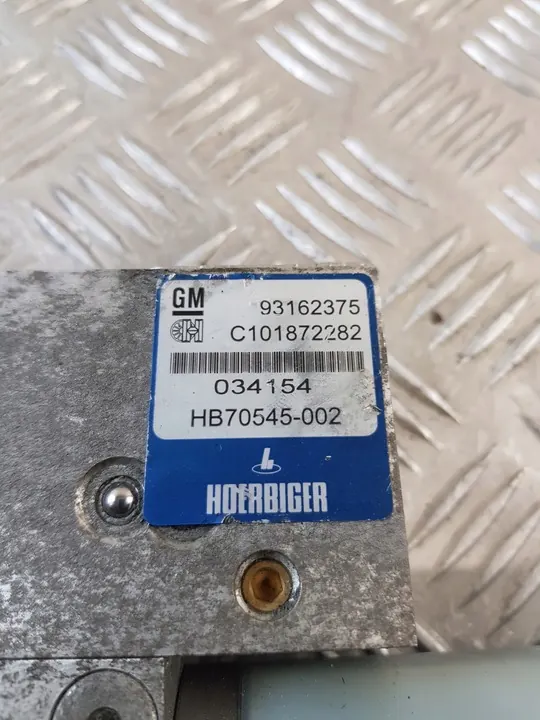 GM 93162375
C101872282
034154
HB70545-002
HOERBIGER